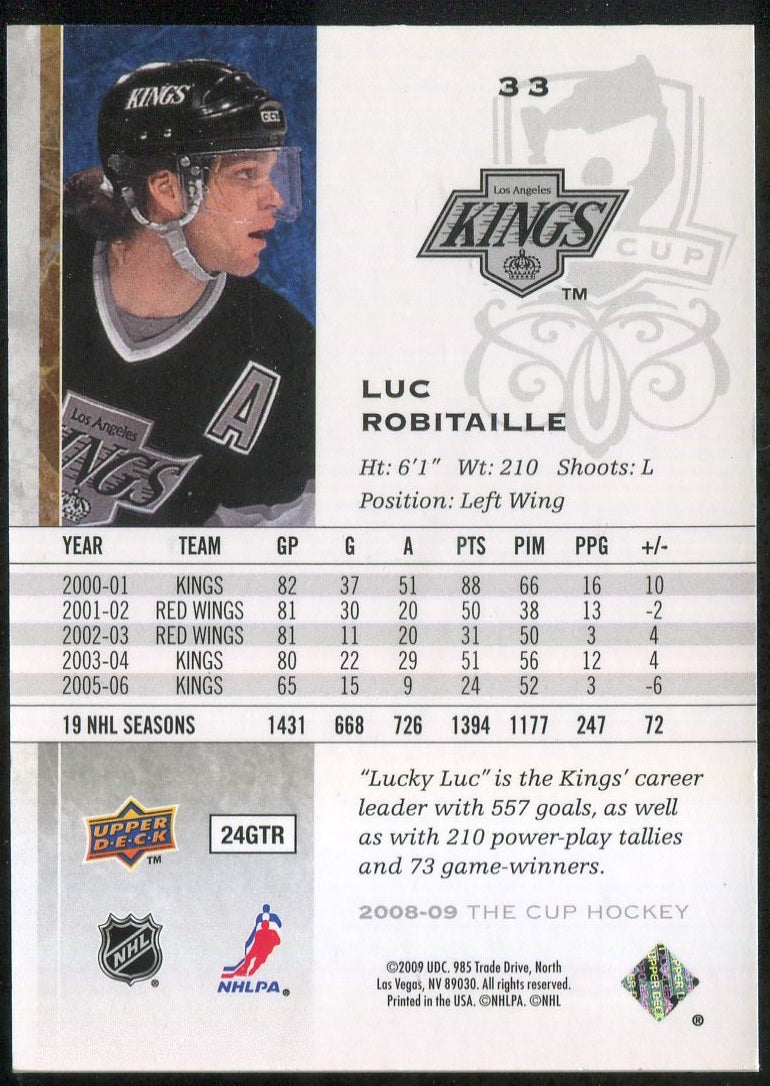 KINGS
CCM
33
Los Angeles
KINGS
TM
CUP
A
Los Angeles
KINGS
LUC
ROBITAILLE
Ht: 6'1" Wt: 210 Shoots: L
Position: Left Wing
YEAR TEAM GP G A PTS PIM PPG +/-
2000-01 KINGS 82 37 51 88 66 16 10
2001-02 RED WINGS 81 30 20 50 38 13 -2
2002-03 RED WINGS 81 11 20 31 50 3 4
2003-04 KINGS 80 22 29 51 56 12 4
2005-06 KINGS 65 15 9 24 52 3 -6
19 NHL SEASONS 1431 668 726 1394 1177 247 72
"Lucky Luc" is the Kings' career
leader with 557 goals, as well
as with 210 power-play tallies
and 73 game-winners.
UPPER
D·E·C·K
TM
24GTR
2008-09 THE CUP HOCKEY
NHL
®
NHLPA®
©2009 UDC. 985 Trade Drive, North
Las Vegas, NV 89030. All rights reserved.
Printed in the USA. ©NHLPA. ©NHL
UPPER DECK
®